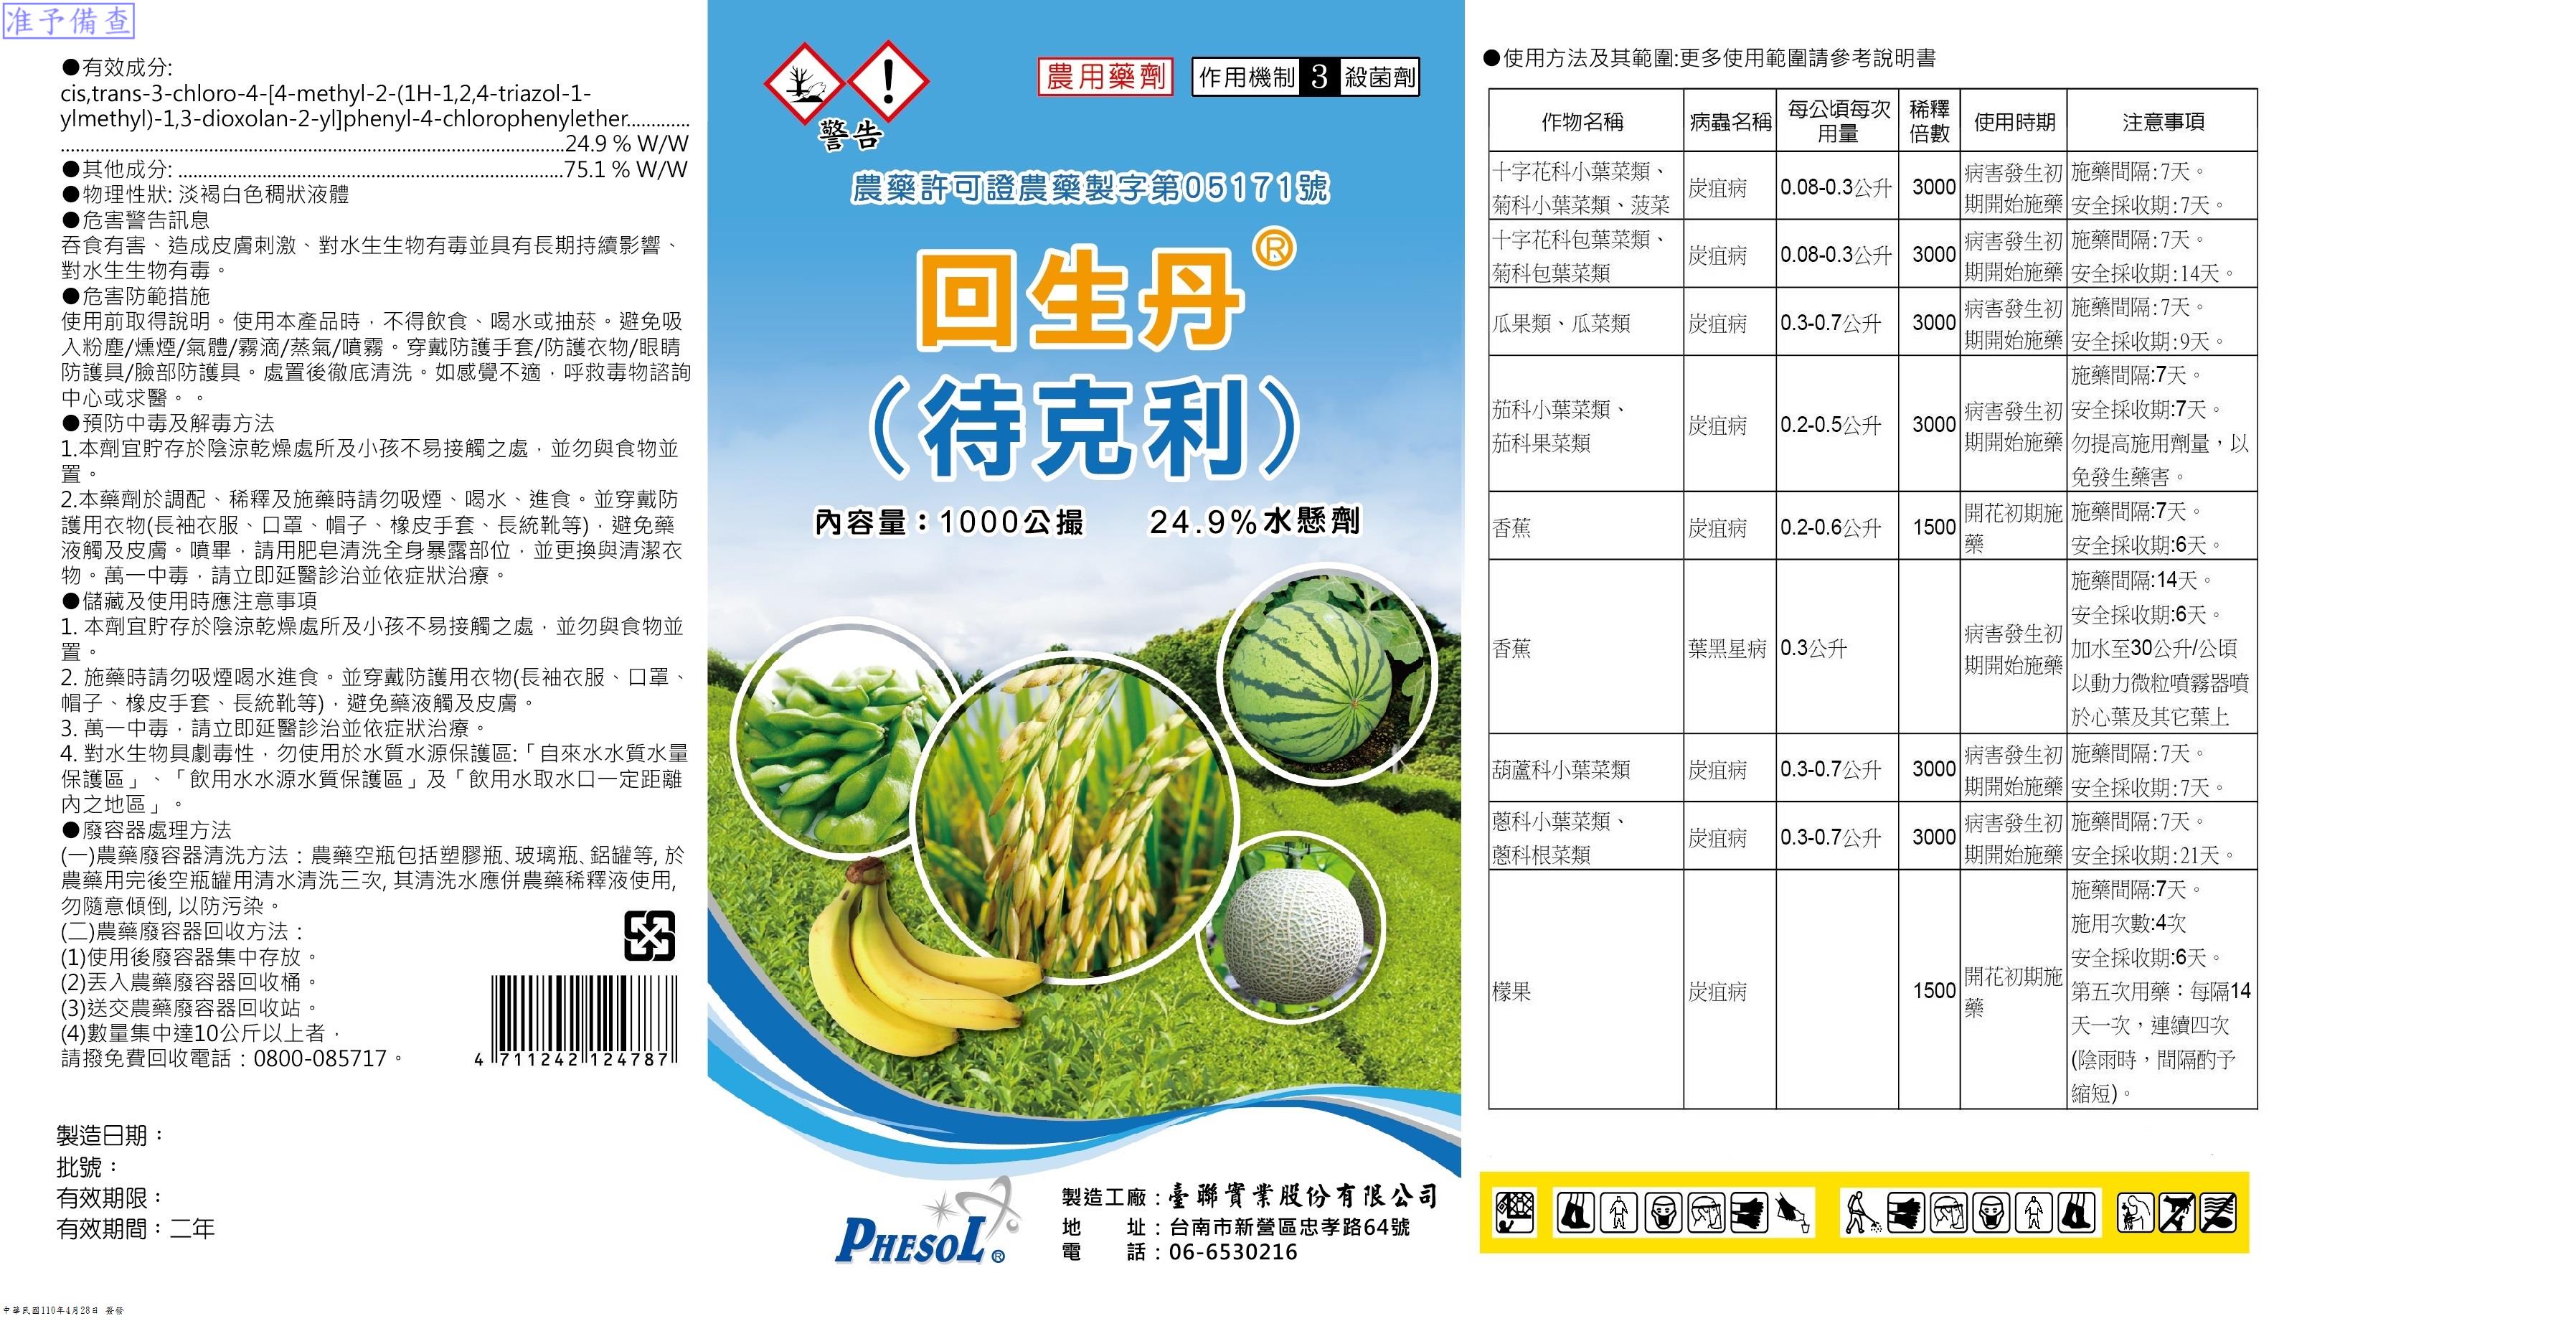 准予備查
●有效成分:
cis,trans-3-chloro-4-[4-methyl-2-(1H-1,2,4-triazol-1-
ylmethyl)-1,3-dioxolan-2-yl]phenyl-4-chlorophenylether.............
..........................................................................................24.9 % W/W
●其他成分: .....................................................................75.1 % W/W
●物理性狀: 淡褐白色稠狀液體
●危害警告訊息
吞食有害、造成皮膚刺激、對水生生物有毒並具有長期持續影響、
對水生生物有毒。
●危害防範措施
使用前取得說明。使用本產品時，不得飲食、喝水或抽菸。避免吸
入粉塵/燻煙/氣體/霧滴/蒸氣/噴霧。穿戴防護手套/防護衣物/眼睛
防護具/臉部防護具。處置後徹底清洗。如感覺不適，呼救毒物諮詢
中心或求醫。。
●預防中毒及解毒方法
1.本劑宜貯存於陰涼乾燥處所及小孩不易接觸之處，並勿與食物並
置。
2.本藥劑於調配、稀釋及施藥時請勿吸煙、喝水、進食。並穿戴防
護用衣物(長袖衣服、口罩、帽子、橡皮手套、長統靴等)，避免藥
液觸及皮膚。噴畢，請用肥皂清洗全身暴露部位，並更換與清潔衣
物。萬一中毒，請立即延醫診治並依症狀治療。
●儲藏及使用時應注意事項
1. 本劑宜貯存於陰涼乾燥處所及小孩不易接觸之處，並勿與食物並
置。
2. 施藥時請勿吸煙喝水進食。並穿戴防護用衣物(長袖衣服、口罩、
帽子、橡皮手套、長統靴等)，避免藥液觸及皮膚。
3. 萬一中毒，請立即延醫診治並依症狀治療。
4. 對水生物具劇毒性，勿使用於水質水源保護區:「自來水水質水量
保護區」、「飲用水水源水質保護區」及「飲用水取水口一定距離
內之地區」。
●廢容器處理方法
(一)農藥廢容器清洗方法：農藥空瓶包括塑膠瓶、玻璃瓶、鋁罐等, 於
農藥用完後空瓶罐用清水清洗三次, 其清洗水應併農藥稀釋液使用,
勿隨意傾倒, 以防污染。
(二)農藥廢容器回收方法：
(1)使用後廢容器集中存放。
(2)丟入農藥廢容器回收桶。
(3)送交農藥廢容器回收站。
(4)數量集中達10公斤以上者，
請撥免費回收電話：0800-085717。
4 711242 124787
製造日期：
批號：
有效期限：
有效期間：二年
中華民國110年4月28日 簽發
警告
農用藥劑
作用機制 3 殺菌劑
農藥許可證農藥製字第05171號
回生丹®
（待克利）
內容量：1000公撮 24.9%水懸劑
PHESOL®
製造工廠：臺聯實業股份有限公司
地 址：台南市新營區忠孝路64號
電 話：06-6530216
●使用方法及其範圍:更多使用範圍請參考說明書
作物名稱 病蟲名稱 每公頃每次用量 稀釋倍數 使用時期 注意事項
十字花科小葉菜類、菊科小葉菜類、菠菜 炭疽病 0.08-0.3公升 3000 病害發生初期開始施藥 施藥間隔:7天。安全採收期:7天。
十字花科包葉菜類、菊科包葉菜類 炭疽病 0.08-0.3公升 3000 病害發生初期開始施藥 施藥間隔:7天。安全採收期:14天。
瓜果類、瓜菜類 炭疽病 0.3-0.7公升 3000 病害發生初期開始施藥 施藥間隔:7天。安全採收期:9天。
茄科小葉菜類、茄科果菜類 炭疽病 0.2-0.5公升 3000 病害發生初期開始施藥 施藥間隔:7天。安全採收期:7天。勿提高施用劑量，以免發生藥害。
香蕉 炭疽病 0.2-0.6公升 1500 開花初期施藥 施藥間隔:7天。安全採收期:6天。
香蕉 葉黑星病 0.3公升 病害發生初期開始施藥 施藥間隔:14天。安全採收期:6天。加水至30公升/公頃以動力微粒噴霧器噴於心葉及其它葉上
葫蘆科小葉菜類 炭疽病 0.3-0.7公升 3000 病害發生初期開始施藥 施藥間隔:7天。安全採收期:7天。
蔥科小葉菜類、蔥科根菜類 炭疽病 0.3-0.7公升 3000 病害發生初期開始施藥 施藥間隔:7天。安全採收期:21天。
檬果 炭疽病 1500 開花初期施藥 施藥間隔:7天。施用次數:4次 安全採收期:6天。第五次用藥：每隔14天一次，連續四次(陰雨時，間隔酌予縮短)。